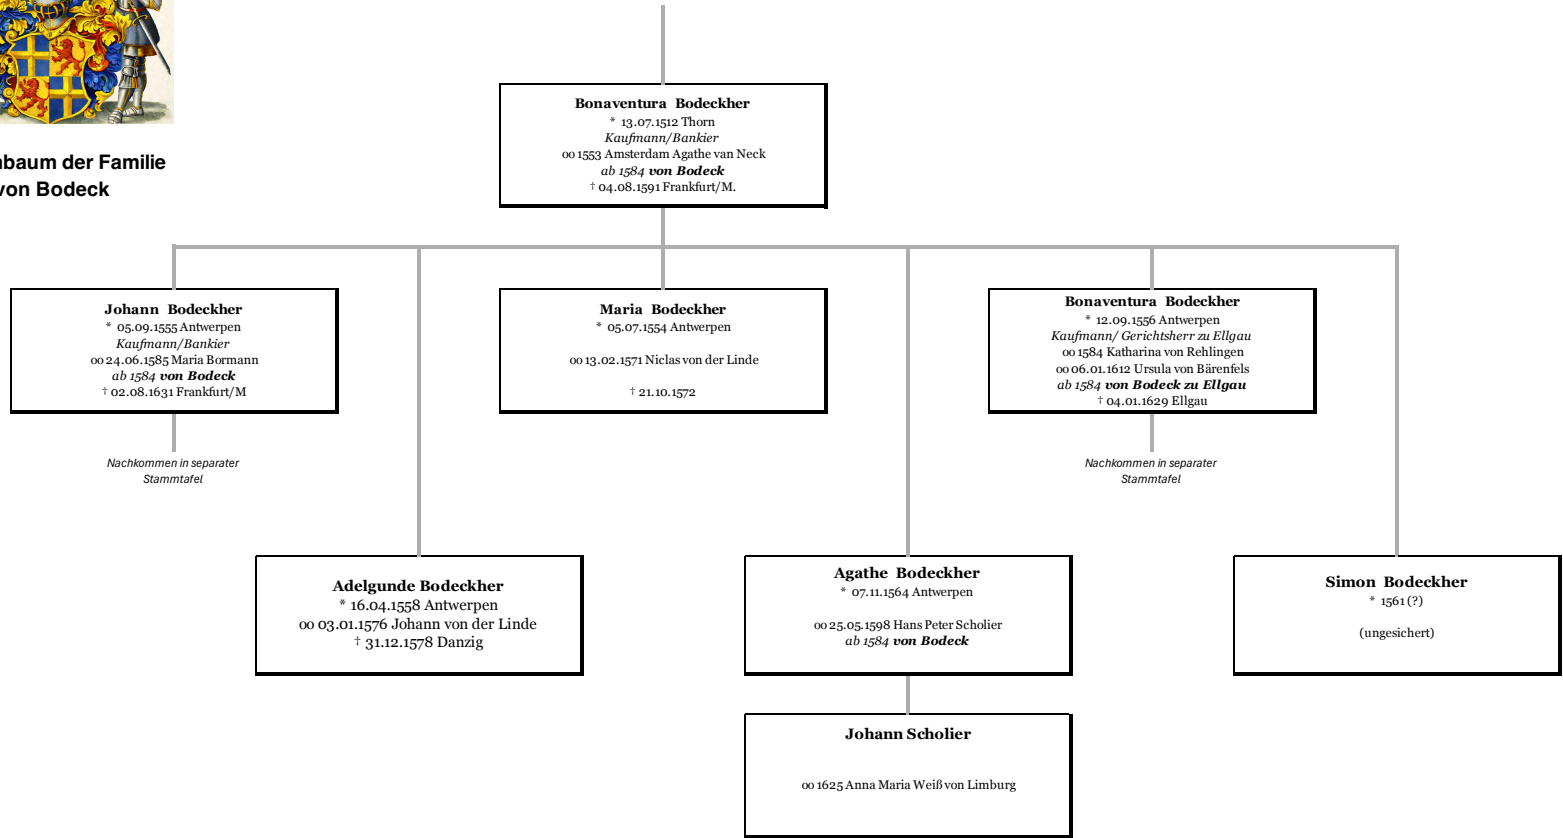 Bonaventura Bodeckher
* 13.07.1512 Thorn
Kaufmann/Bankier
oo 1553 Amsterdam Agathe van Neck
ab 1584 von Bodeck
† 04.08.1591 Frankfurt/M.
der Familie
von Bodeck
Johann Bodeckher
* 05.09.1555 Antwerpen
Kaufmann/Bankier
oo 24.06.1585 Maria Bormann
ab 1584 von Bodeck
† 02.08.1631 Frankfurt/M
Nachkommen in separater
Stammtafel
Maria Bodeckher
* 05.07.1554 Antwerpen
oo 13.02.1571 Niclas von der Linde
† 21.10.1572
Bonaventura Bodeckher
* 12.09.1556 Antwerpen
Kaufmann/ Gerichtsherr zu Ellgau
oo 1584 Katharina von Rehlingen
oo 06.01.1612 Ursula von Bärenfels
ab 1584 von Bodeck zu Ellgau
† 04.01.1629 Ellgau
Nachkommen in separater
Stammtafel
Adelgunde Bodeckher
* 16.04.1558 Antwerpen
oo 03.01.1576 Johann von der Linde
† 31.12.1578 Danzig
Agathe Bodeckher
* 07.11.1564 Antwerpen
oo 25.05.1598 Hans Peter Scholier
ab 1584 von Bodeck
Simon Bodeckher
* 1561 (?)
(ungesichert)
Johann Scholier
oo 1625 Anna Maria Weiß von Limburg